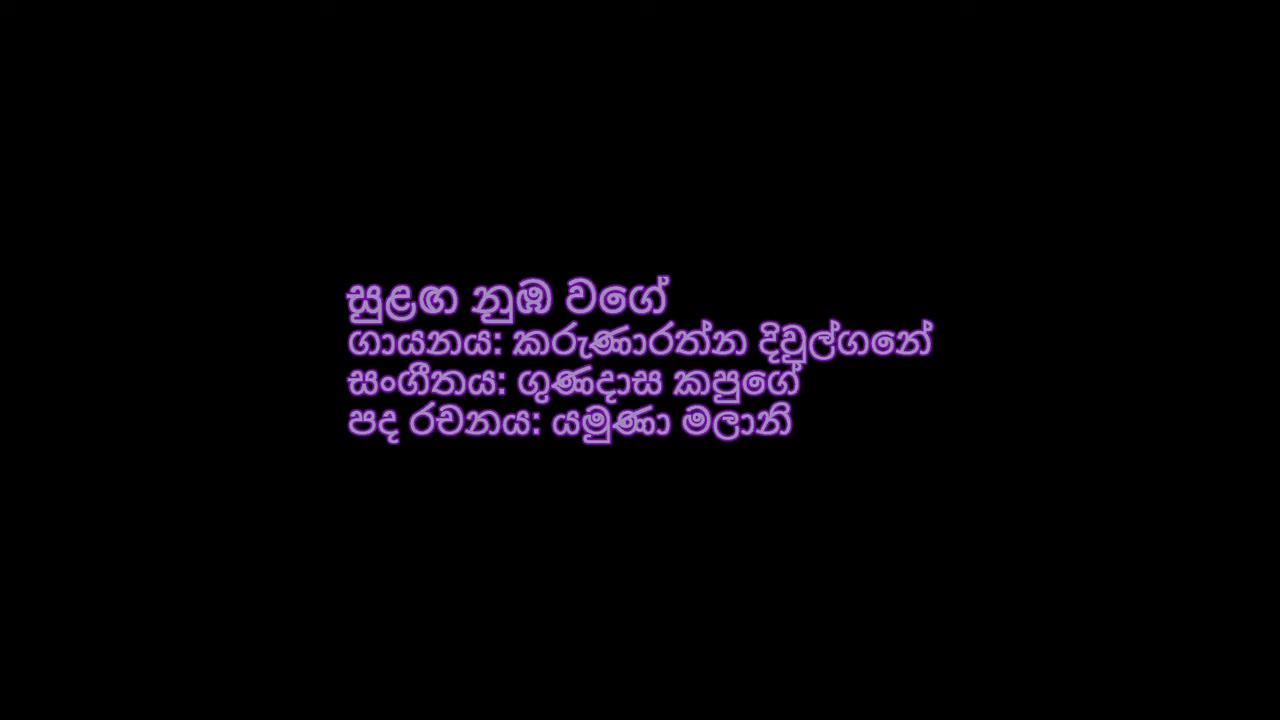 සුළඟ නුඹ වගේ
ගායනය: කරුණාරත්න දිවුල්ගනේ
සංගීතය: ගුණදාස කපුගේ
පද රචනය: යමුණා මලානි